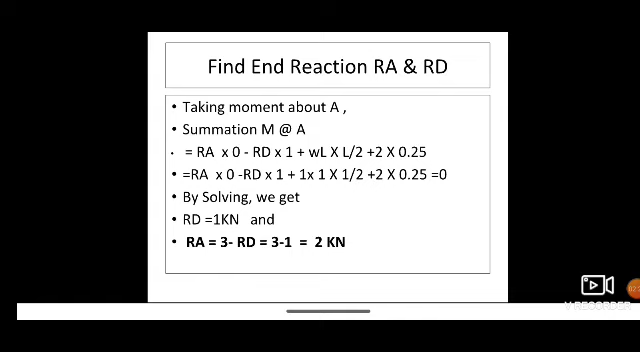 Find End Reaction RA & RD
• Taking moment about A ,
• Summation M @ A
• = RA x 0 - RD x 1 + wL X L/2 +2 X 0.25
• =RA x 0 -RD x 1 + 1x 1 X 1/2 +2 X 0.25 =0
• By Solving, we get
• RD =1KN and
• RA = 3- RD = 3-1 = 2 KN
V RECORDER